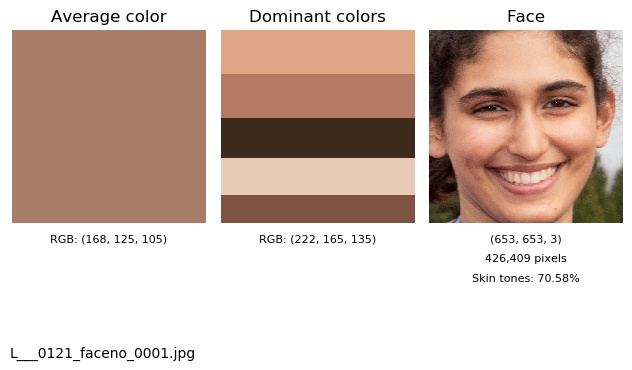 Average color
Dominant colors
Face
RGB: (168, 125, 105)
RGB: (222, 165, 135)
(653, 653, 3)
426,409 pixels
Skin tones: 70.58%
L___0121_faceno_0001.jpg